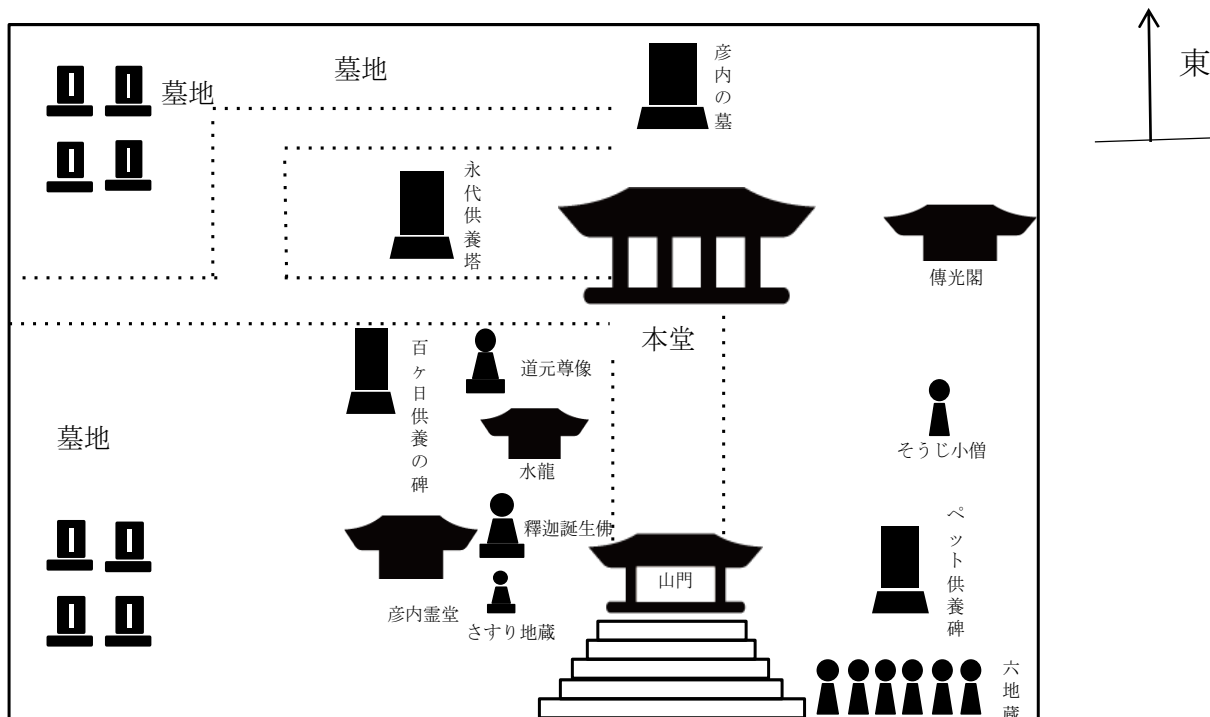 東
墓地
墓地
彦内の墓
永代供養塔
傳光閣
本堂
百ヶ日供養の碑
道元尊像
水龍
墓地
そうじ小僧
釋迦誕生佛
彦内霊堂
さすり地蔵
山門
ペット供養碑
六地蔵